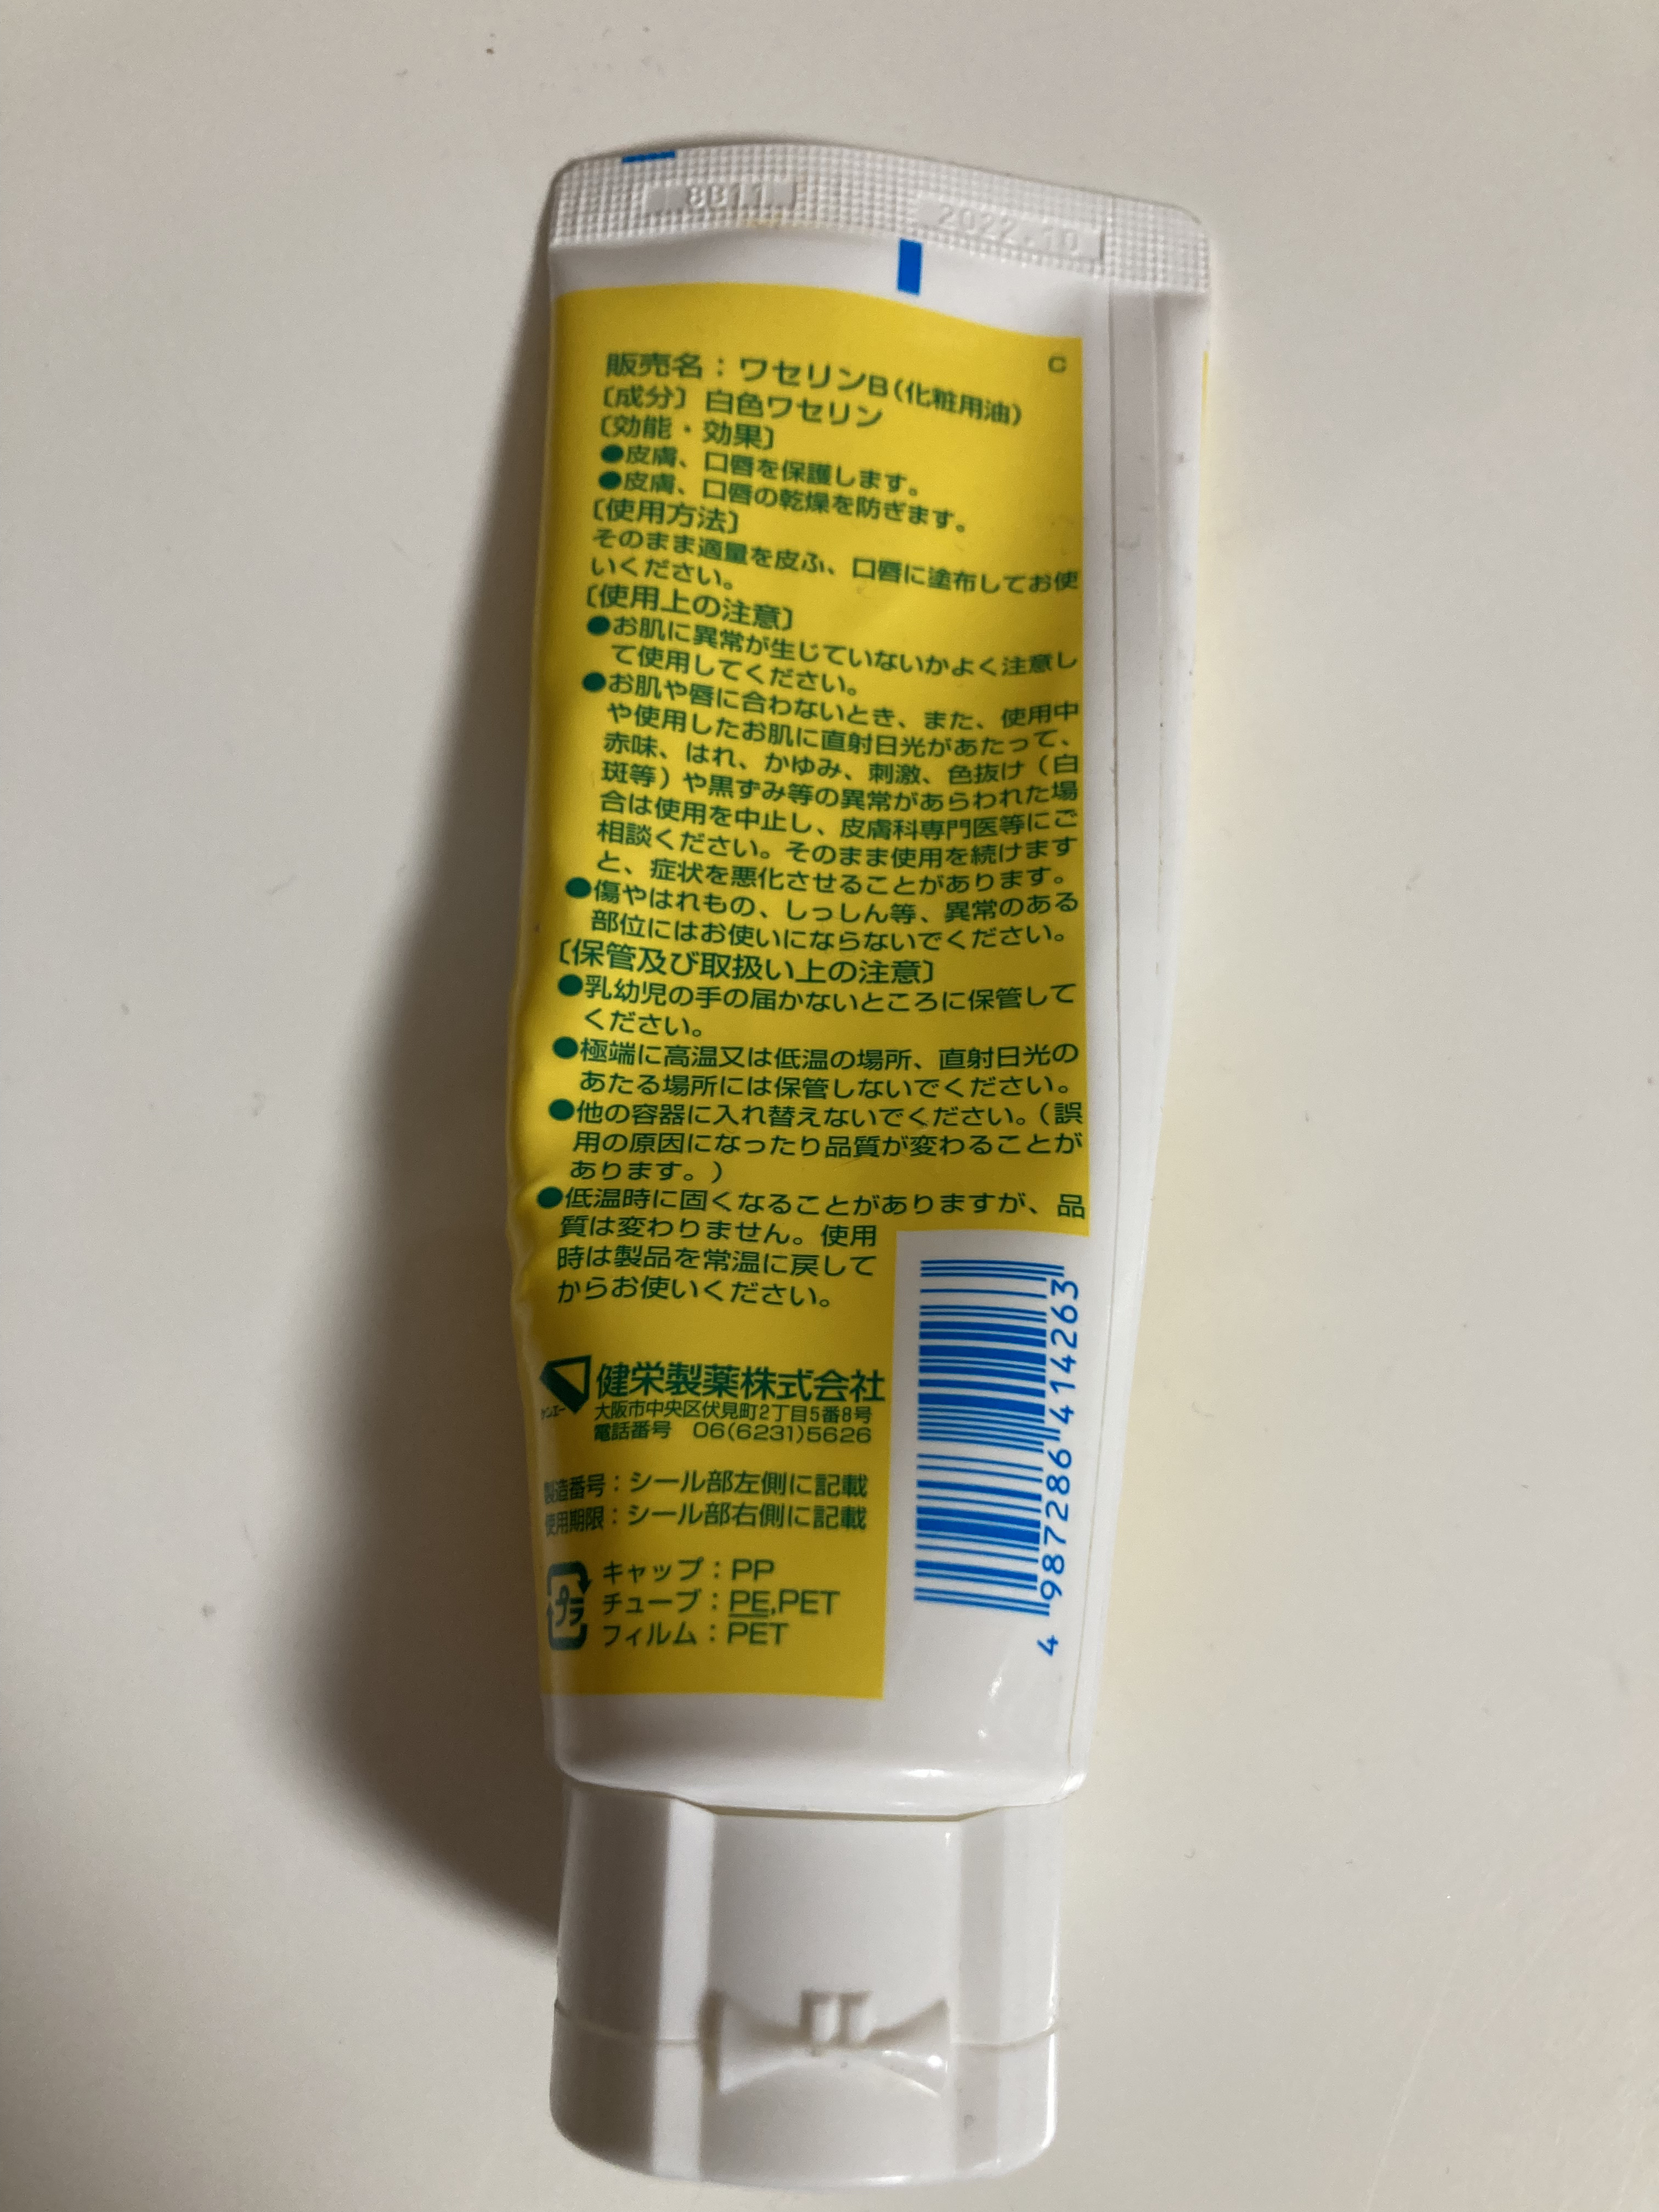 8B11
2022.10
C
販売名：ワセリンB（化粧用油）
〔成分〕白色ワセリン
〔効能・効果〕
●皮膚、口唇を保護します。
●皮膚、口唇の乾燥を防ぎます。
〔使用方法〕
そのまま適量を皮ふ、口唇に塗布してお使
いください。
〔使用上の注意〕
●お肌に異常が生じていないかよく注意し
て使用してください。
●お肌や唇に合わないとき、また、使用中
や使用したお肌に直射日光があたって、
赤味、はれ、かゆみ、刺激、色抜け（白
斑等）や黒ずみ等の異常があらわれた場
合は使用を中止し、皮膚科専門医等にご
相談ください。そのまま使用を続けます
と、症状を悪化させることがあります。
●傷やはれもの、しっしん等、異常のある
部位にはお使いにならないでください。
〔保管及び取扱い上の注意〕
●乳幼児の手の届かないところに保管して
ください。
●極端に高温又は低温の場所、直射日光の
あたる場所には保管しないでください。
●他の容器に入れ替えないでください。（誤
用の原因になったり品質が変わることが
あります。）
●低温時に固くなることがありますが、品
質は変わりません。使用
時は製品を常温に戻して
からお使いください。
ケンエー
健栄製薬株式会社
大阪市中央区伏見町2丁目5番8号
電話番号 06(6231)5626
製造番号：シール部左側に記載
使用期限：シール部右側に記載
プラ
キャップ：PP
チューブ：PE,PET
フィルム：PET
4 987286 414263